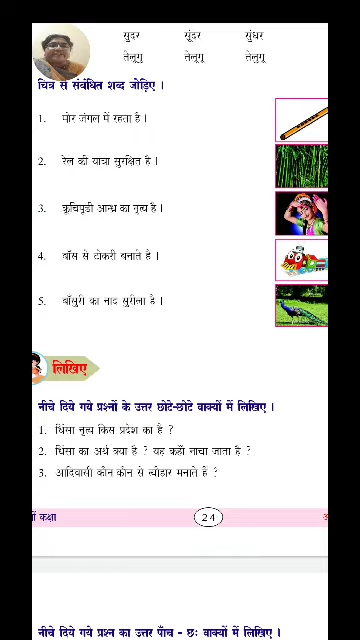 सुदर सूंदर सुंधर
तेलूगु तेलुगू तेलुगु
चित्र से संबंधित शब्द जोड़िए ।
1. मोर जंगल में रहता है ।
2. रेल की यात्रा सुरक्षित है ।
3. कूचिपूडी आन्ध्र का नृत्य है ।
4. बाँस से टोकरी बनाते है ।
5. बाँसुरी का नाद सुरीला है ।
लिखिए
नीचे दिये गये प्रश्नों के उत्तर छोटे-छोटे वाक्यों में लिखिए ।
1. धिंसा नृत्य किस प्रदेश का है ?
2. धिंसा का अर्थ क्या है ? यह कहाँ नाचा जाता है ?
3. आदिवासी कौन कौन से त्यौहार मनाते हैं ?
कक्षा 24
नीचे दिये गये प्रश्न का उत्तर पाँच - छः वाक्यों में लिखिए ।